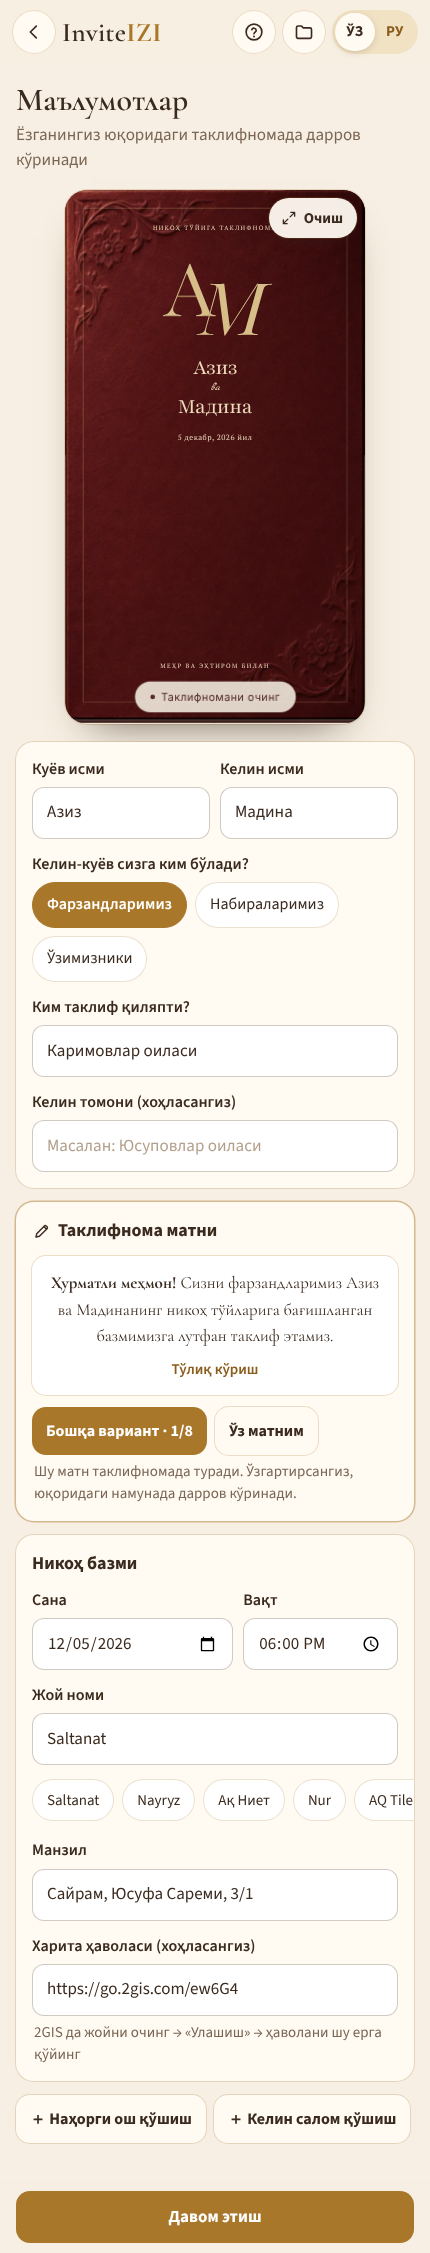 InviteIZI
ЎЗ РУ
Маълумотлар
Ёзганингиз юқоридаги таклифномада дарров
кўринади
НИКОҲ ТЎЙИГА ТАКЛИФНОМ
Очиш
АМ
Азиз
ва
Мадина
5 декабр, 2026 йил
МЕҲР ВА ЭҲТИРОМ БИЛАН
• Таклифномани очинг
Куёв исми Келин исми
Азиз Мадина
Келин-куёв сизга ким бўлади?
Фарзандларимиз Набираларимиз
Ўзимизники
Ким таклиф қиляпти?
Каримовлар оиласи
Келин томони (хоҳласангиз)
Масалан: Юсуповлар оиласи
Таклифнома матни
Ҳурматли меҳмон! Сизни фарзандларимиз Азиз
ва Мадинанинг никоҳ тўйларига бағишланган
базмимизга лутфан таклиф этамиз.
Тўлиқ кўриш
Бошқа вариант · 1/8 Ўз матним
Шу матн таклифномада туради. Ўзгартирсангиз,
юқоридаги намунада дарров кўринади.
Никоҳ базми
Сана Вақт
12/05/2026 06:00 PM
Жой номи
Saltanat
Saltanat Nayryz Ақ Ниет Nur AQ Tile
Манзил
Сайрам, Юсуфа Сареми, 3/1
Харита ҳаволаси (хоҳласангиз)
https://go.2gis.com/ew6G4
2GIS да жойни очинг → «Улашиш» → ҳаволани шу ерга
қўйинг
+ Наҳорги ош қўшиш + Келин салом қўшиш
Давом этиш